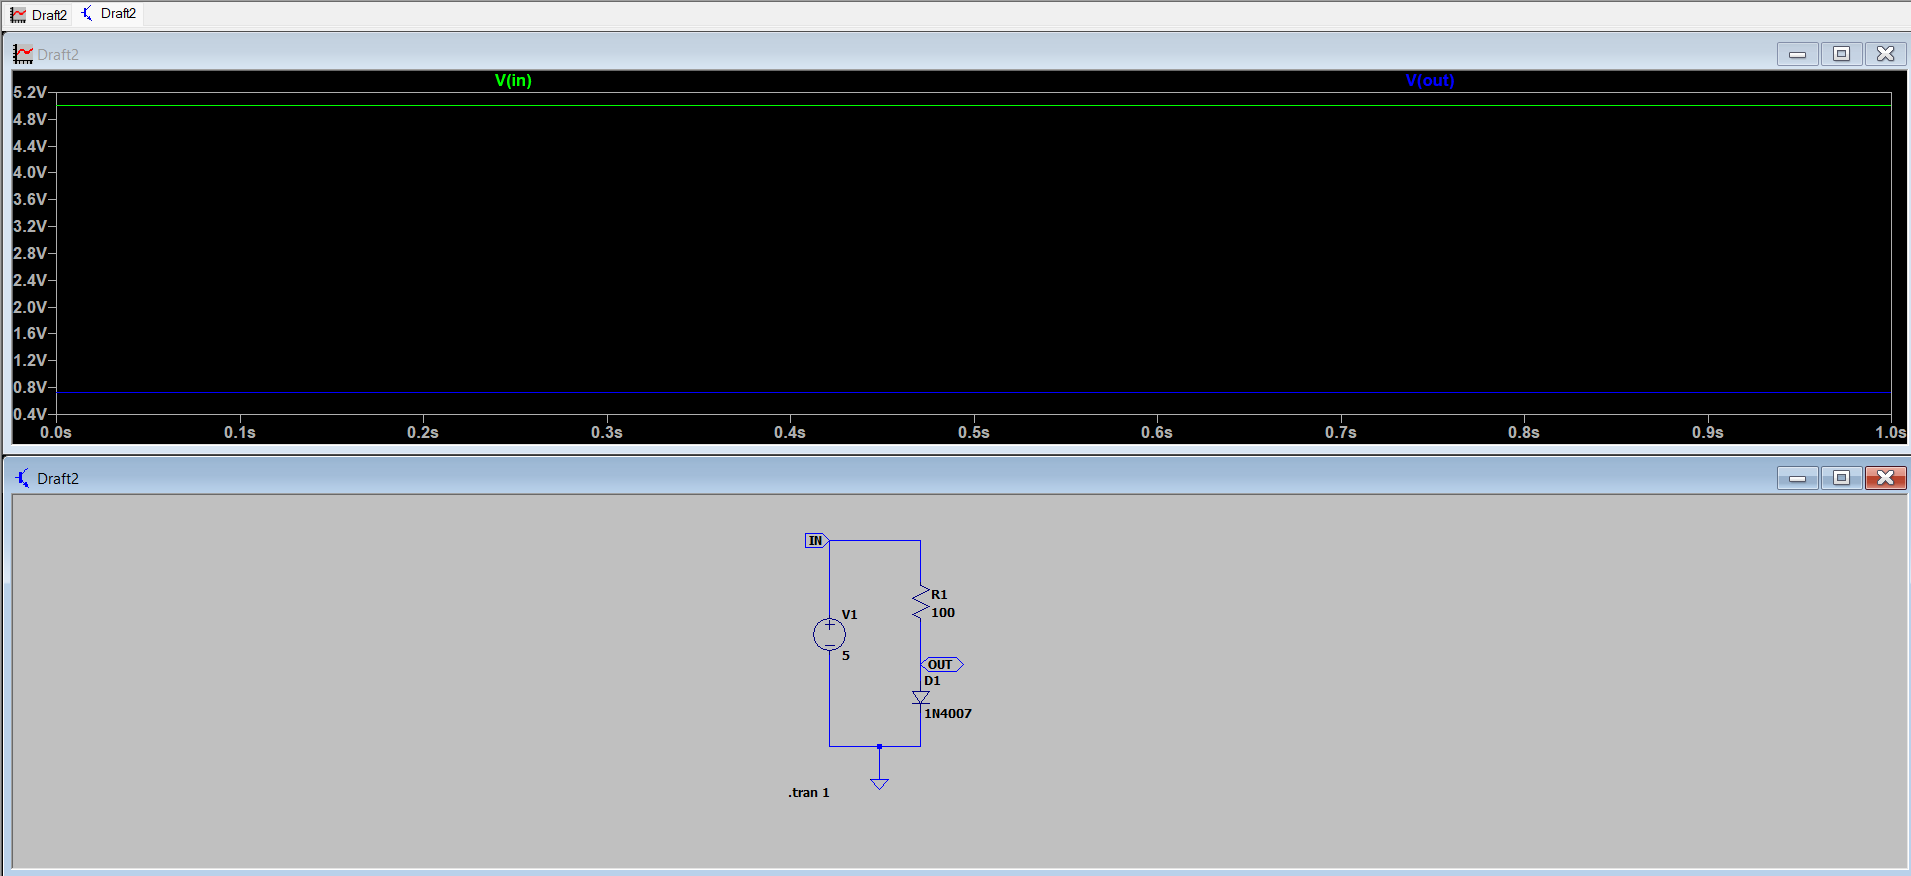 Draft2 Draft2
Draft2
V(in) V(out)
5.2V
4.8V
4.4V
4.0V
3.6V
3.2V
2.8V
2.4V
2.0V
1.6V
1.2V
0.8V
0.4V
0.0s 0.1s 0.2s 0.3s 0.4s 0.5s 0.6s 0.7s 0.8s 0.9s 1.0s
Draft2
IN
R1
100
V1
5
OUT
D1
1N4007
.tran 1